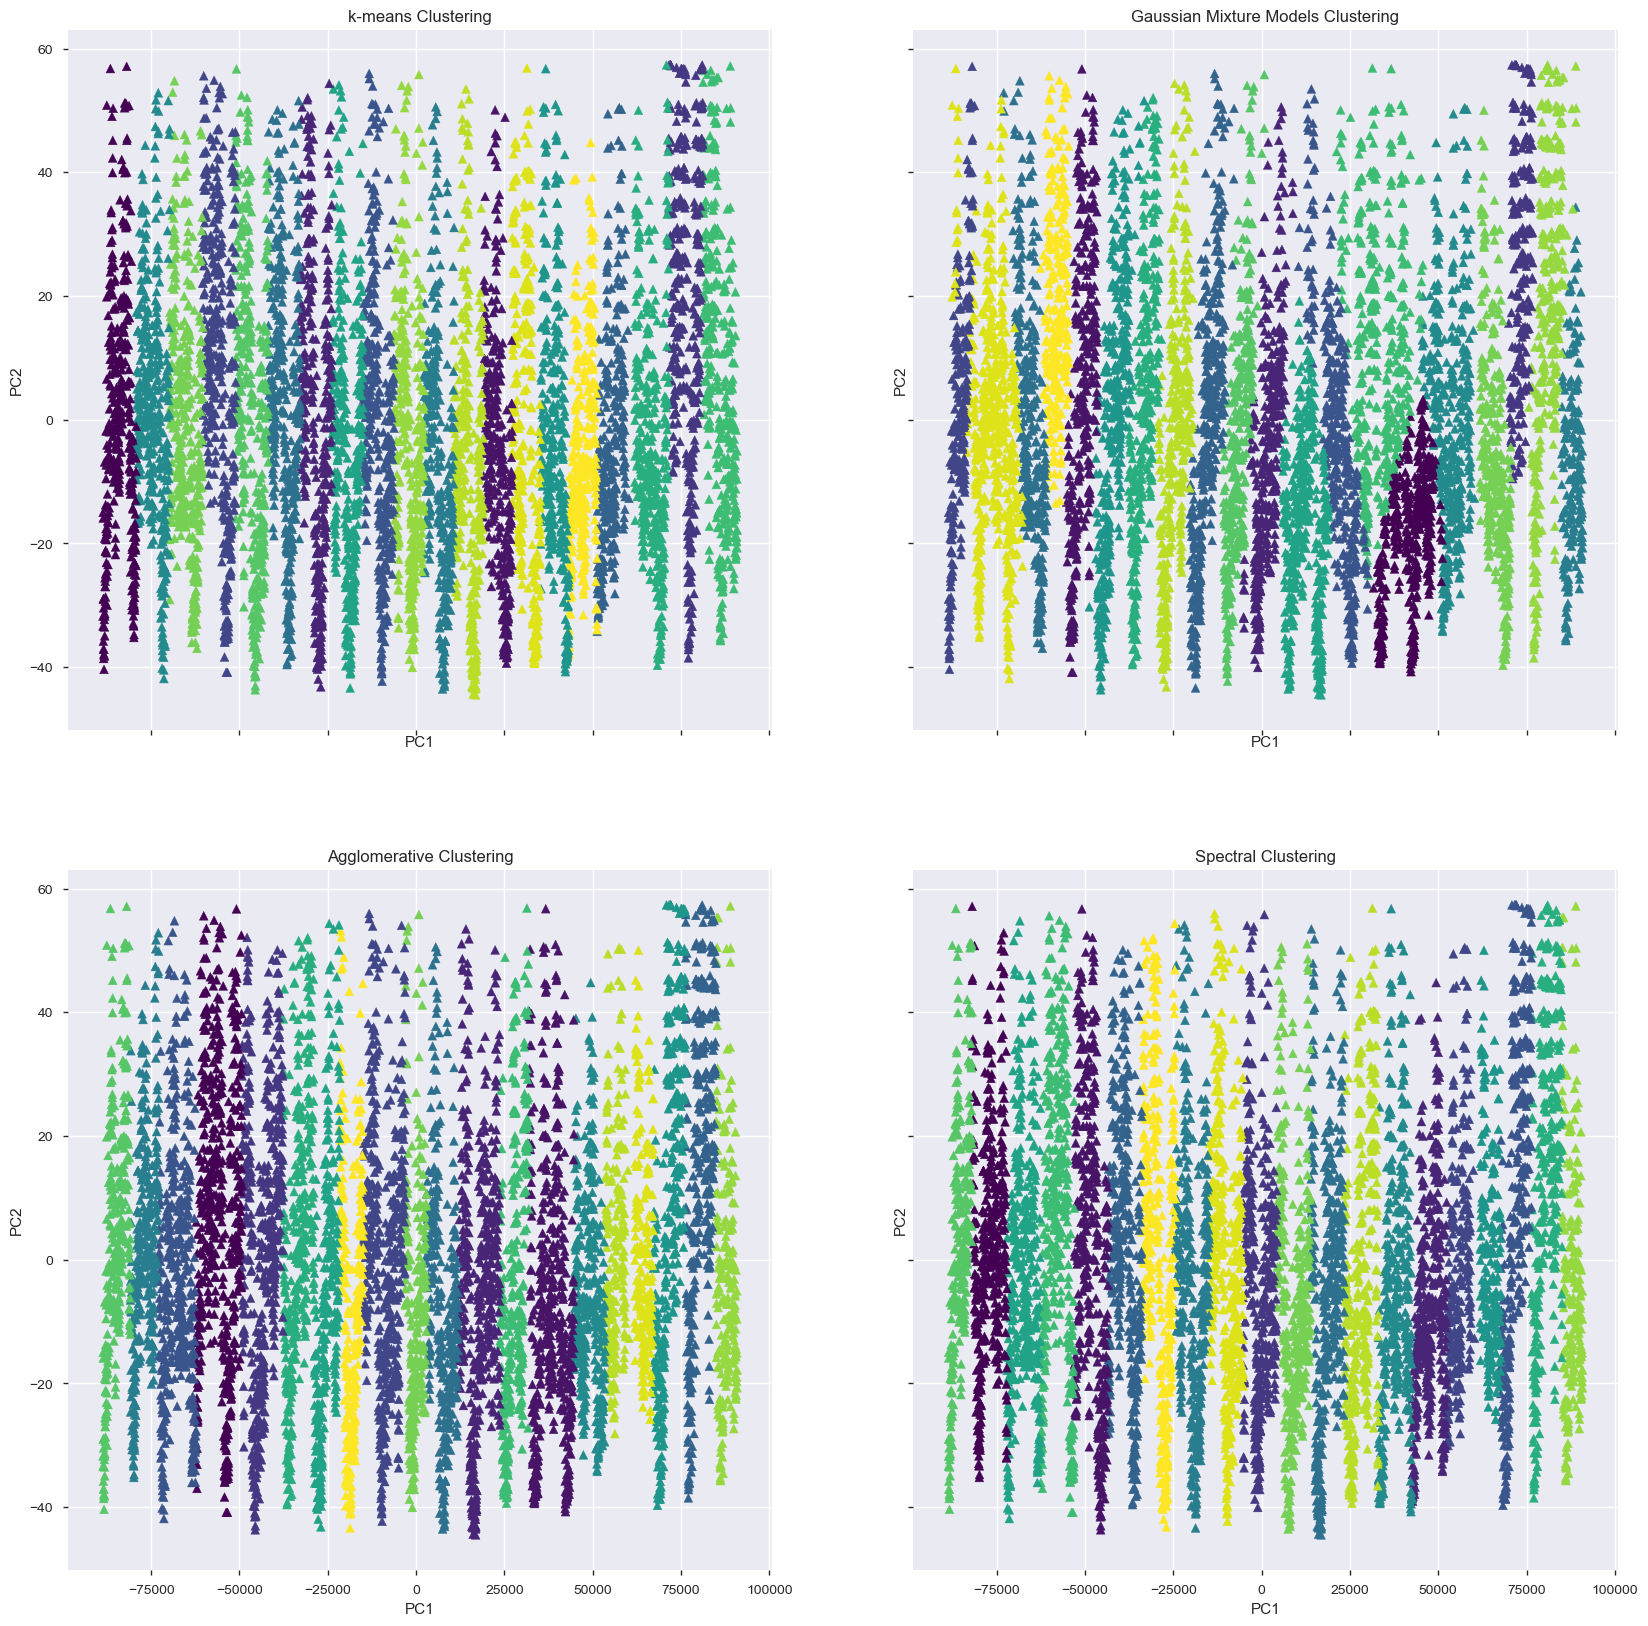 k-means Clustering
Gaussian Mixture Models Clustering
60
40
20
0
−20
−40
PC2
PC1
PC1
Agglomerative Clustering
Spectral Clustering
60
40
20
0
−20
−40
PC2
PC2
−75000 −50000 −25000 0 25000 50000 75000 100000
−75000 −50000 −25000 0 25000 50000 75000 100000
PC1
PC1